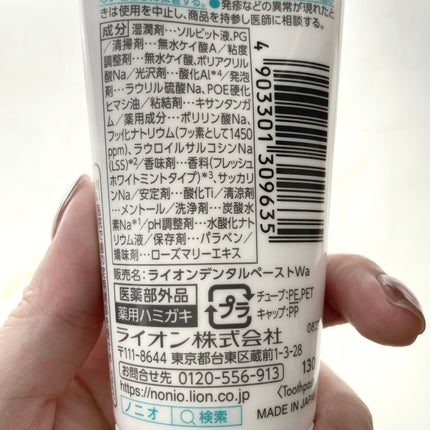 きは使用を中止し、商品を持参し医師に相談する。
成分 湿潤剤…ソルビット液、PG
／清掃剤…無水ケイ酸A／粘度
調整剤…無水ケイ酸、ポリアクリル
酸Na／光沢剤…酸化Al*4／発泡
剤…ラウリル硫酸Na、POE硬化
ヒマシ油／粘結剤…キサンタンガ
ム／薬用成分…ポリリン酸Na、
フッ化ナトリウム(フッ素として1450
ppm)、ラウロイルサルコシンNa
(LSS)*2／香味剤…香料(フレッシュ
ホワイトミントタイプ)*3、サッカリ
ンNa／安定剤…酸化Ti／清涼剤
…メントール／洗浄剤…炭酸水
素Na*1／pH調整剤…水酸化ナト
リウム液／保存剤…パラベン／
矯味剤…ローズマリーエキス
4 903301 309635
販売名：ライオンデンタルペーストWa
医薬部外品
薬用ハミガキ
プラ
チューブ：PE,PET
キャップ：PP
ライオン株式会社
〒111-8644 東京都台東区蔵前1-3-28
お問合せ先 0120-556-913
https://nonio.lion.co.jp/
ノニオ 検索
130
MADE IN JAPAN